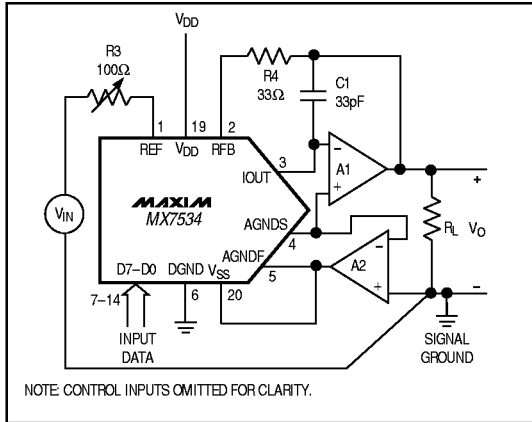 VDD
R3
100Ω
R4
33Ω
C1
33pF
1
19
2
REF
VDD
RFB
3
IOUT
A1
MAXIM
MX7534
VIN
AGNDS
4
AGNDF
5
A2
RL
VO
D7–D0
DGND
VSS
7–14
6
20
INPUT
DATA
SIGNAL
GROUND
NOTE: CONTROL INPUTS OMITTED FOR CLARITY.